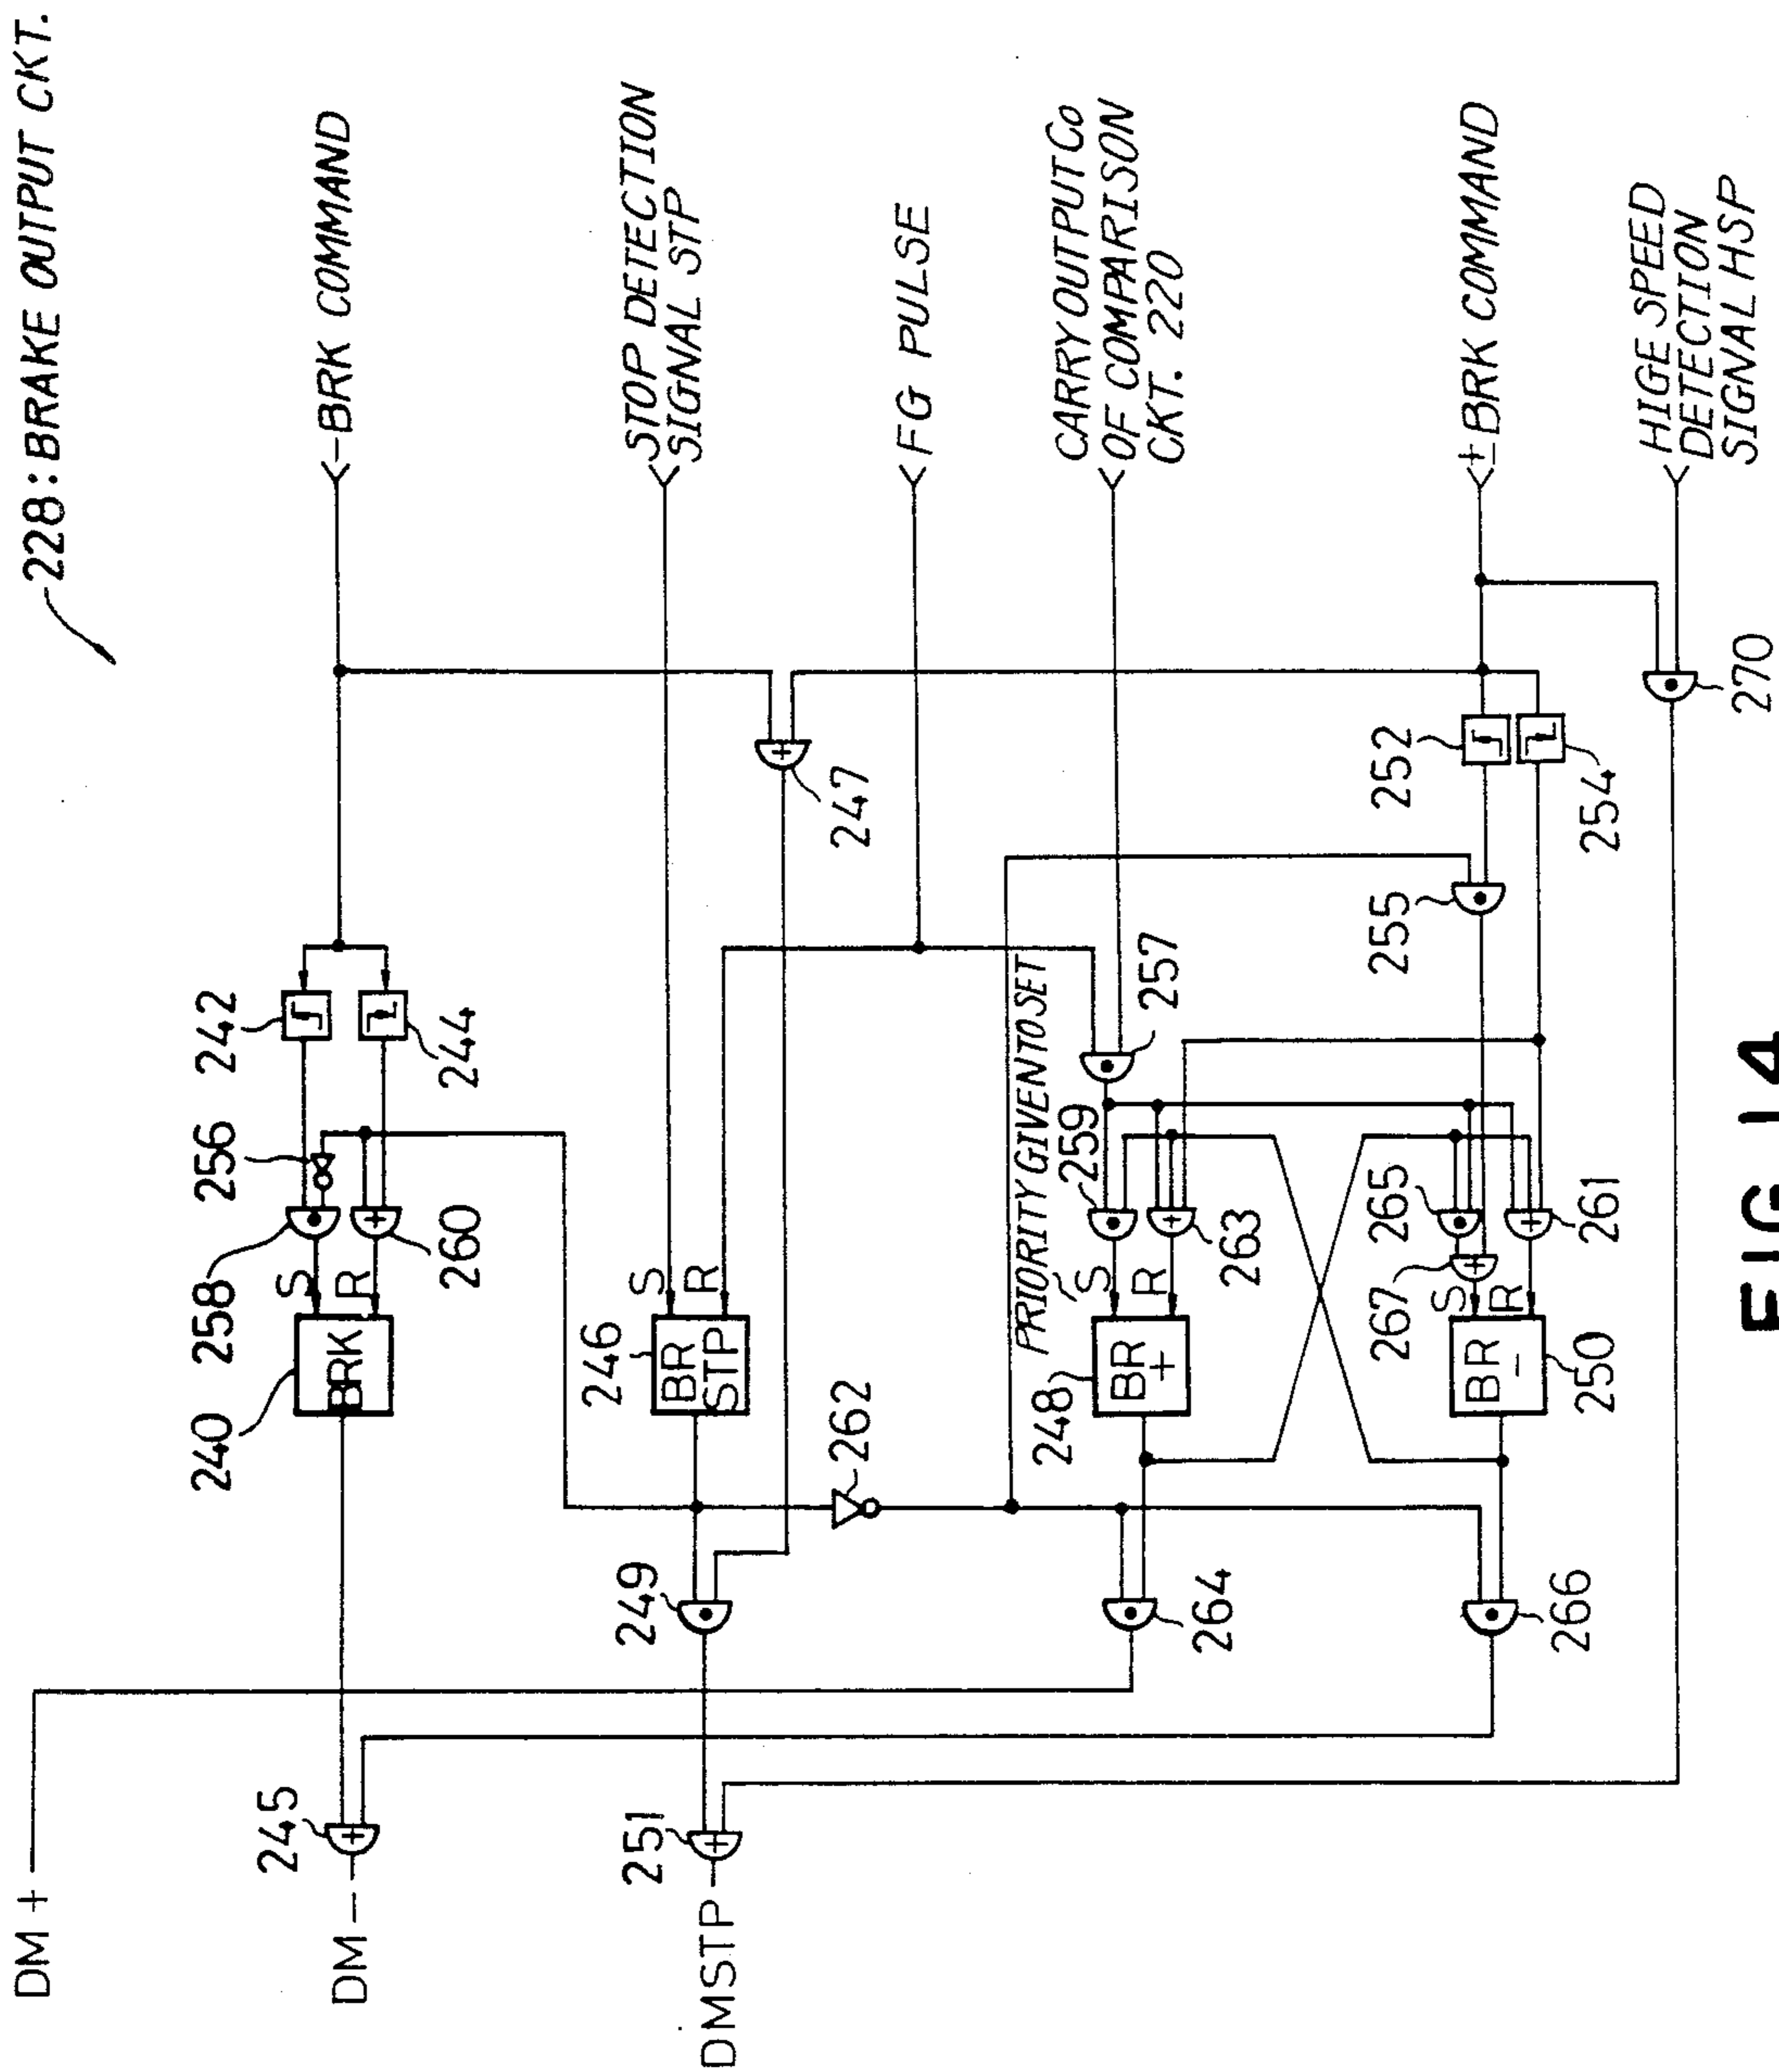 228: BRAKE OUTPUT CKT.
-BRK COMMAND
STOP DETECTION
SIGNAL STP
FG PULSE
CARRY OUTPUT Co
OF COMPARISON
CKT. 220
±BRK COMMAND
HIGE SPEED
DETECTION
SIGNAL HSP
270
247
252
254
255
242
244
257
256
258
260
PRIORITY GIVEN TO SET
259
263
265
261
267
S
R
S
R
S
R
S
R
240
BRK
246
BR
STP
248
BR
+
250
BR
-
262
249
264
266
245
251
DM +
DM -
DMSTP
FIG. 14